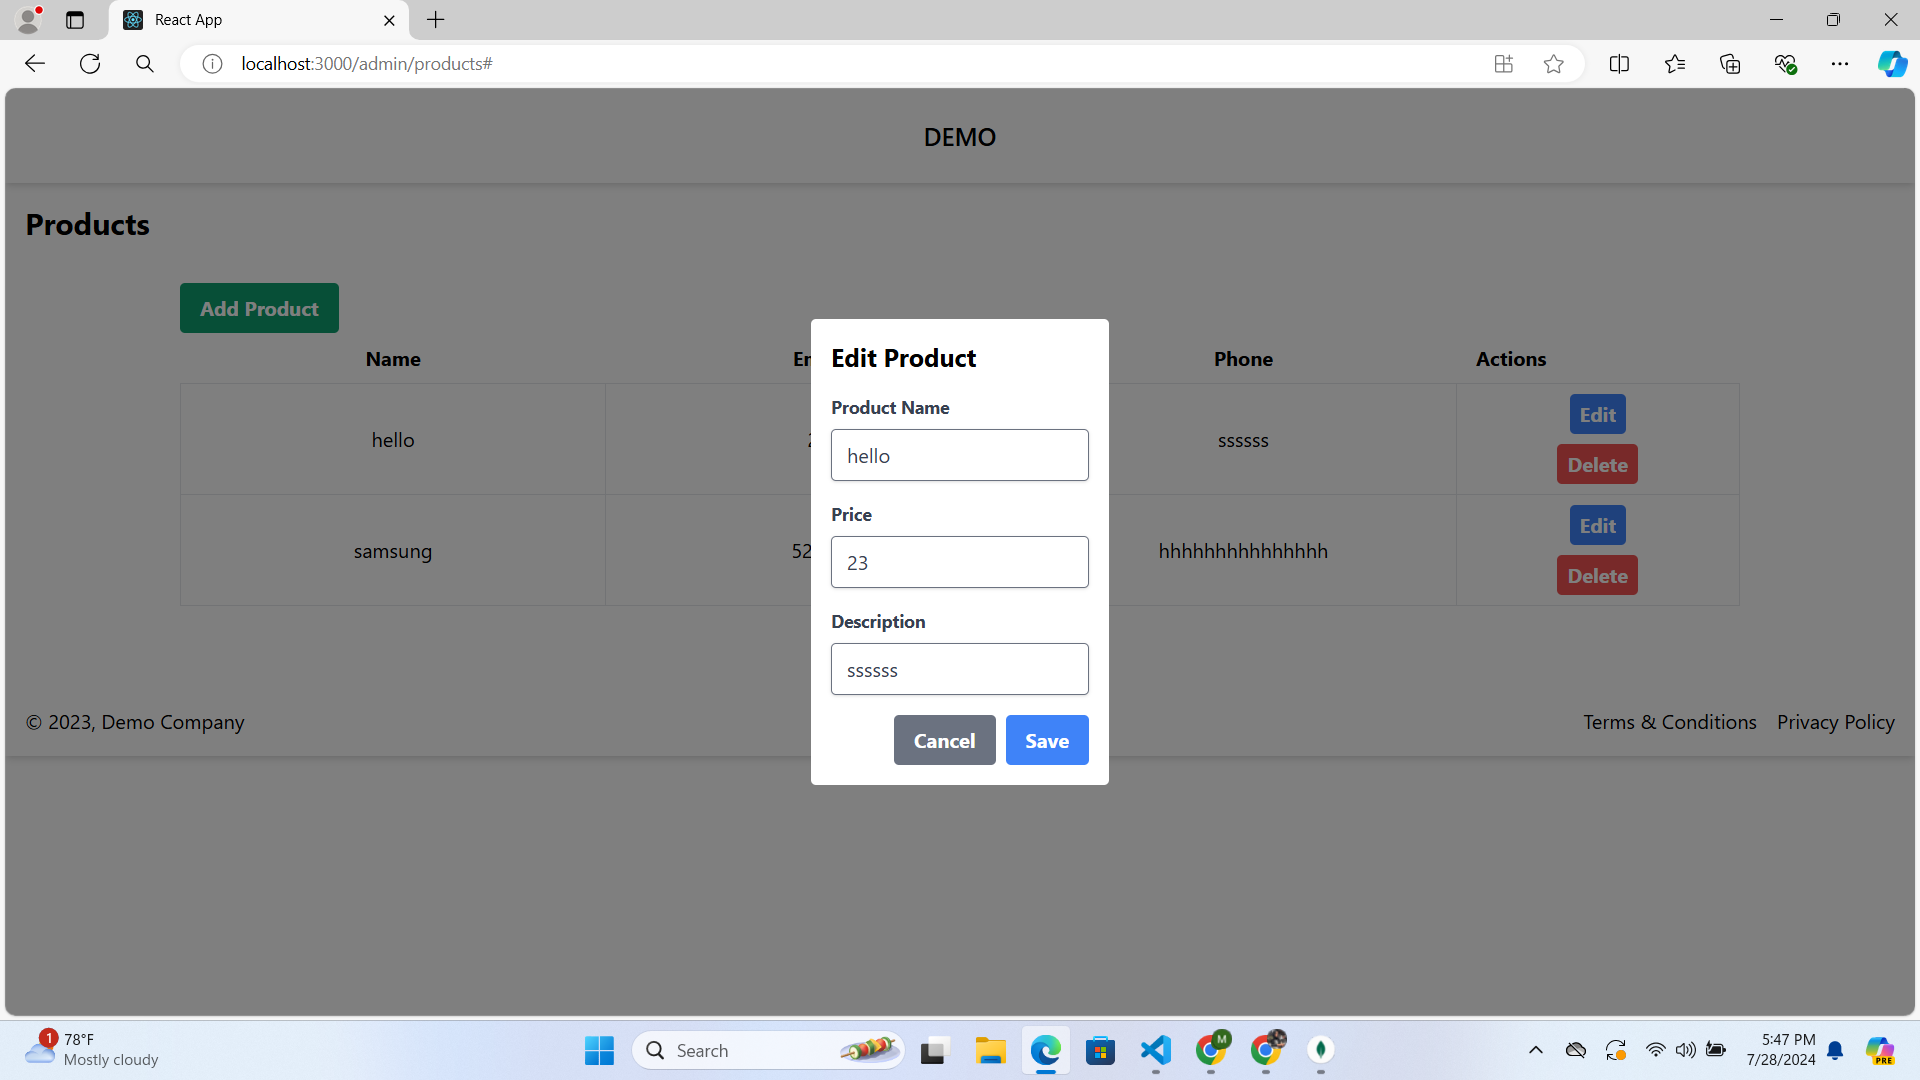 React App
localhost:3000/admin/products#
DEMO
Products
Add Product
Name Phone Actions
hello ssssss Edit
Delete
samsung 52 hhhhhhhhhhhhhhh Edit
Delete
Edit Product
Product Name
hello
Price
23
Description
ssssss
Cancel Save
© 2023, Demo Company Terms & Conditions Privacy Policy
1
78°F
Mostly cloudy
Search
M
PRE
5:47 PM
7/28/2024